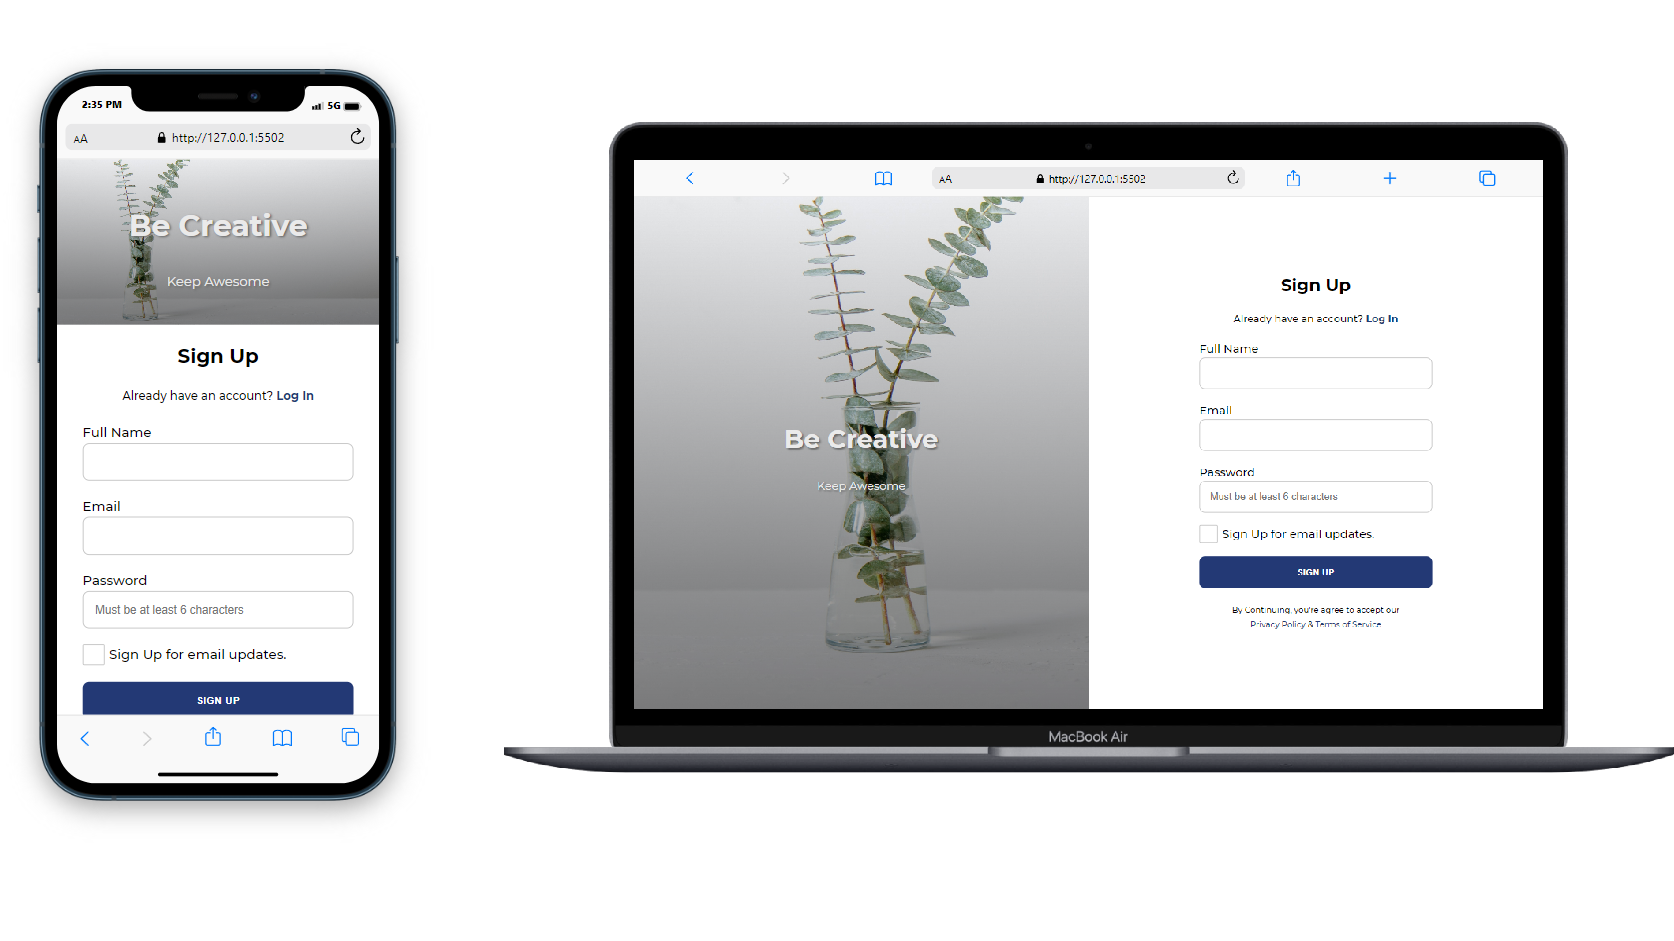 2:35 PM
5G
AA
http://127.0.0.1:5502
Be Creative
Keep Awesome
Sign Up
Already have an account? Log In
Full Name
Email
Password
Must be at least 6 characters
Sign Up for email updates.
SIGN UP
AA
http://127.0.0.1:5502
Be Creative
Keep Awesome
Sign Up
Already have an account? Log In
Full Name
Email
Password
Must be at least 6 characters
Sign Up for email updates.
SIGN UP
By Continuing, you're agree to accept our
Privacy Policy & Terms of Service
MacBook Air